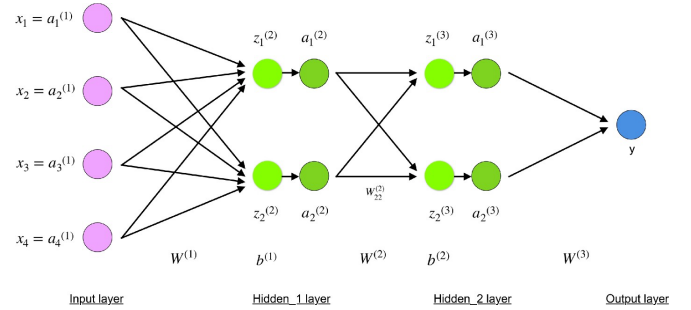 x₁ = a₁⁽¹⁾
z₁⁽²⁾ a₁⁽²⁾ z₁⁽³⁾ a₁⁽³⁾
x₂ = a₂⁽¹⁾
y
x₃ = a₃⁽¹⁾
W₂₂⁽²⁾
z₂⁽²⁾ a₂⁽²⁾ z₂⁽³⁾ a₂⁽³⁾
x₄ = a₄⁽¹⁾
W⁽¹⁾ b⁽¹⁾ W⁽²⁾ b⁽²⁾ W⁽³⁾
Input layer Hidden_1 layer Hidden_2 layer Output layer